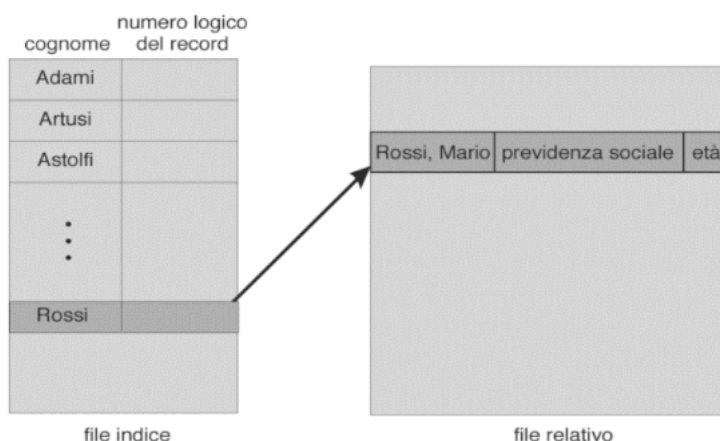 cognome
numero logico
del record
Adami
Artusi
Astolfi
Rossi
file indice
Rossi, Mario
previdenza sociale
età
file relativo